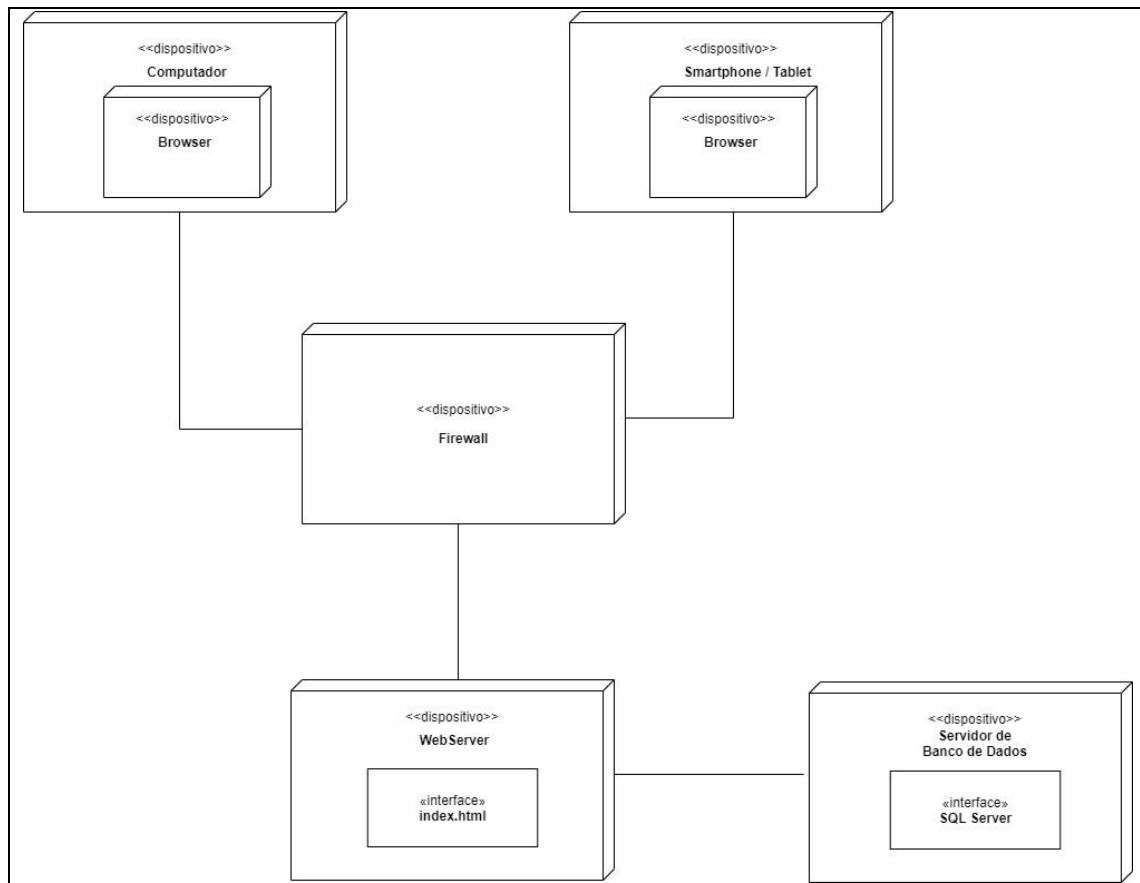 <<dispositivo>>
Computador
<<dispositivo>>
Browser
<<dispositivo>>
Smartphone / Tablet
<<dispositivo>>
Browser
<<dispositivo>>
Firewall
<<dispositivo>>
WebServer
«interface»
index.html
<<dispositivo>>
Servidor de
Banco de Dados
«interface»
SQL Server